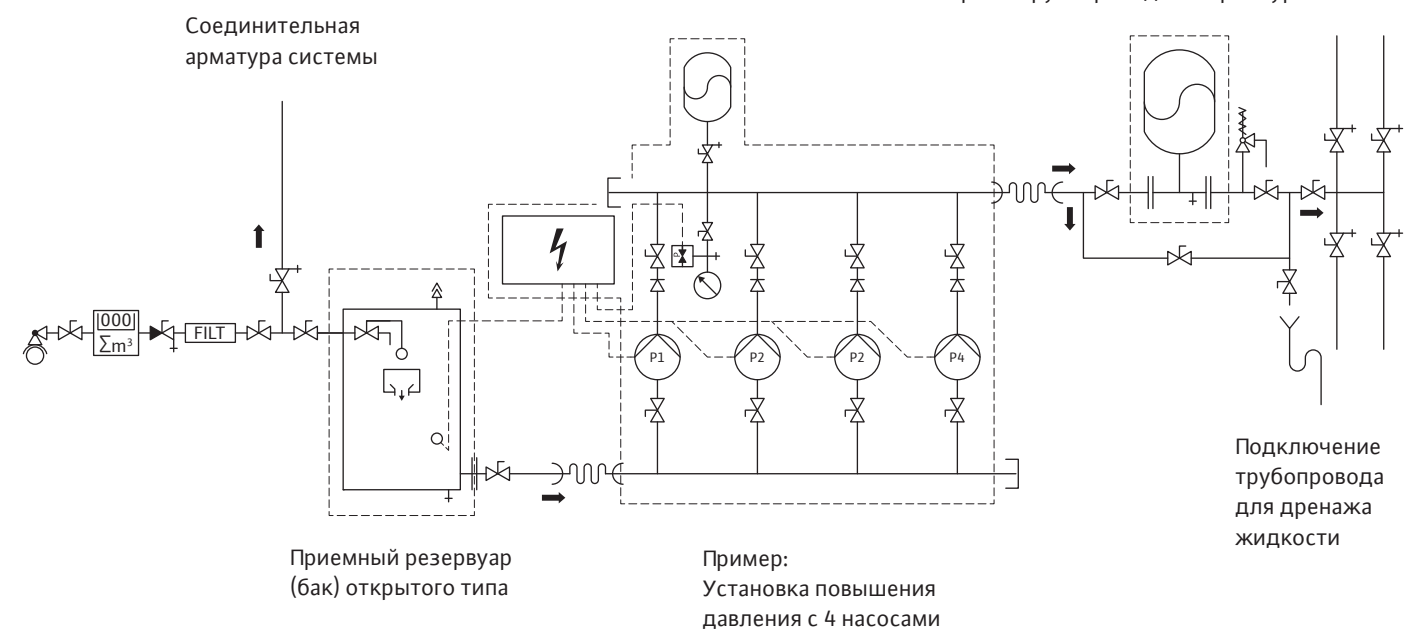 Соединительная
арматура системы
|000|
Σm³
FILT
P
P1
P2
P2
P4
Подключение
трубопровода
для дренажа
жидкости
Приемный резервуар
(бак) открытого типа
Пример:
Установка повышения
давления с 4 насосами